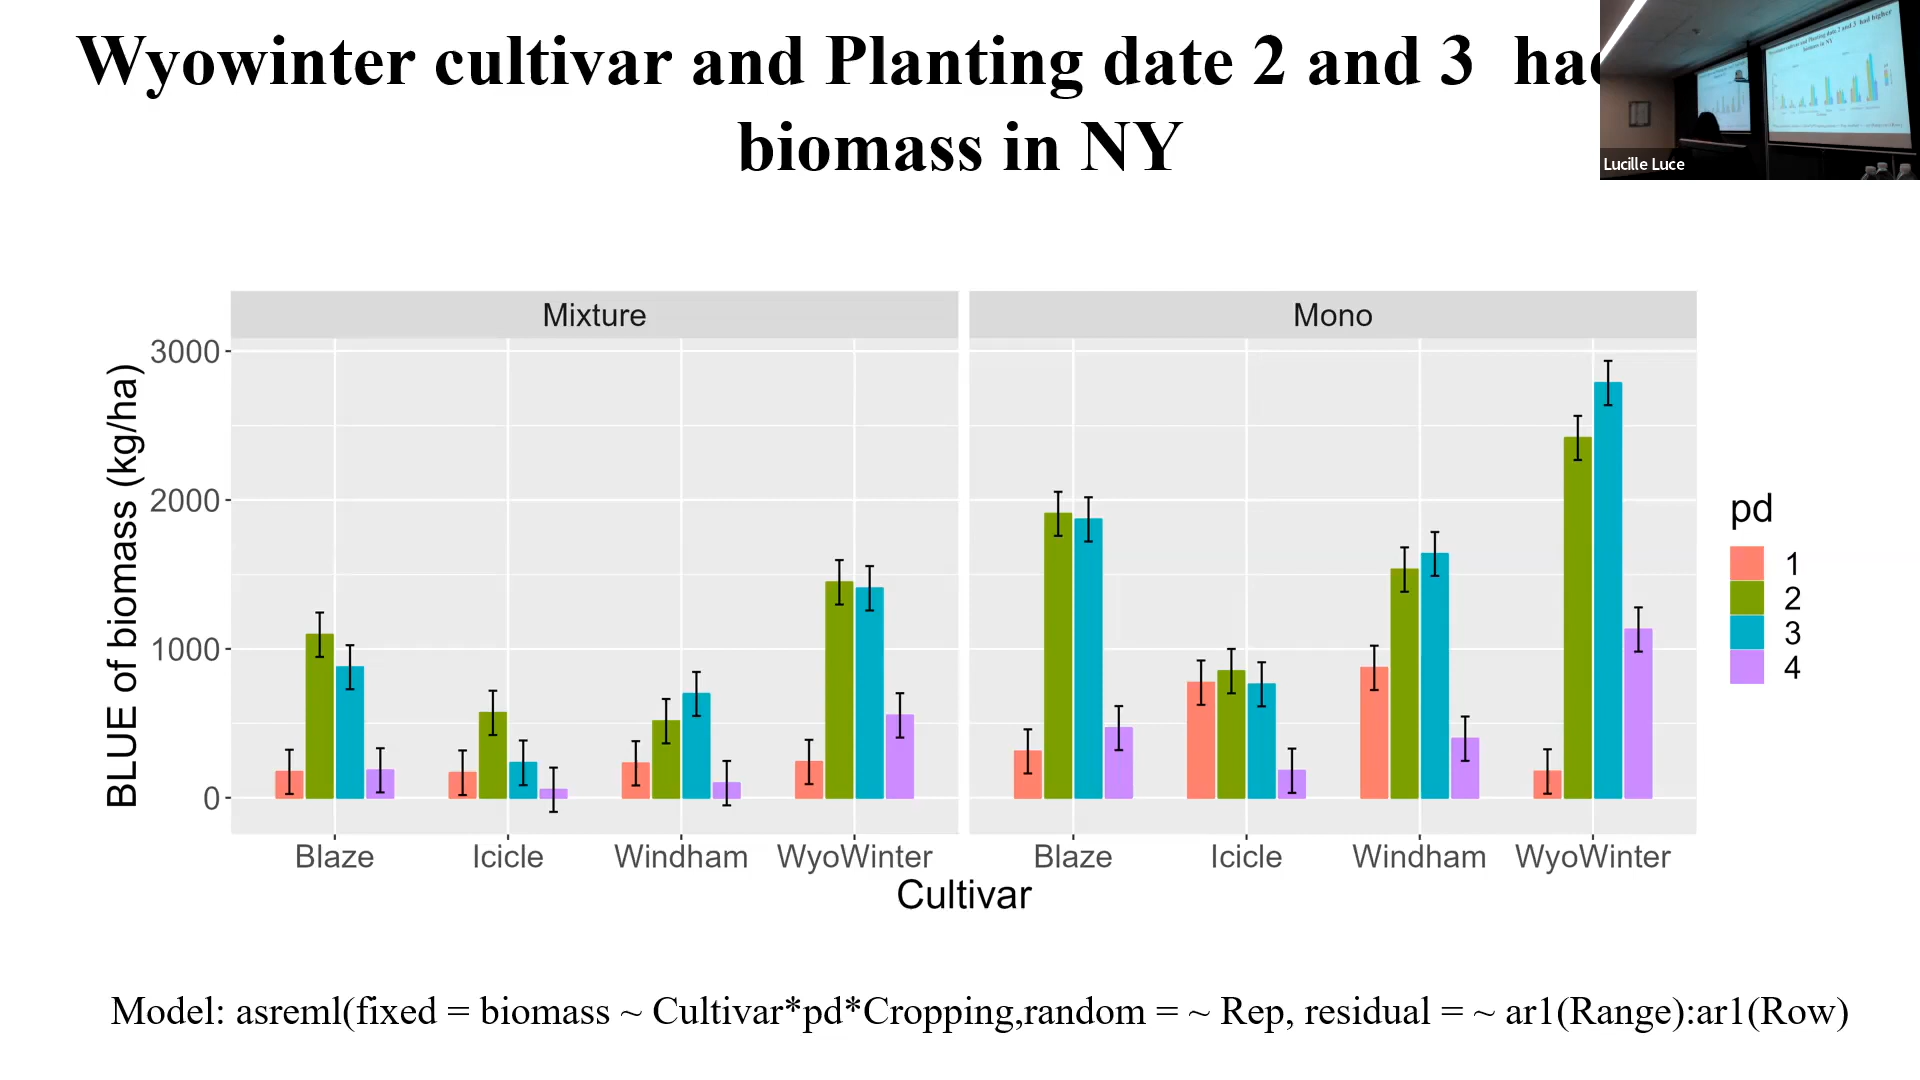 Wyowinter cultivar and Planting date 2 and 3 had
biomass in NY
Lucille Luce
Mixture
Mono
BLUE of biomass (kg/ha)
3000
2000
1000
0
Blaze
Icicle
Windham
WyoWinter
Blaze
Icicle
Windham
WyoWinter
Cultivar
pd
1
2
3
4
Model: asreml(fixed = biomass ~ Cultivar*pd*Cropping,random = ~ Rep, residual = ~ ar1(Range):ar1(Row)